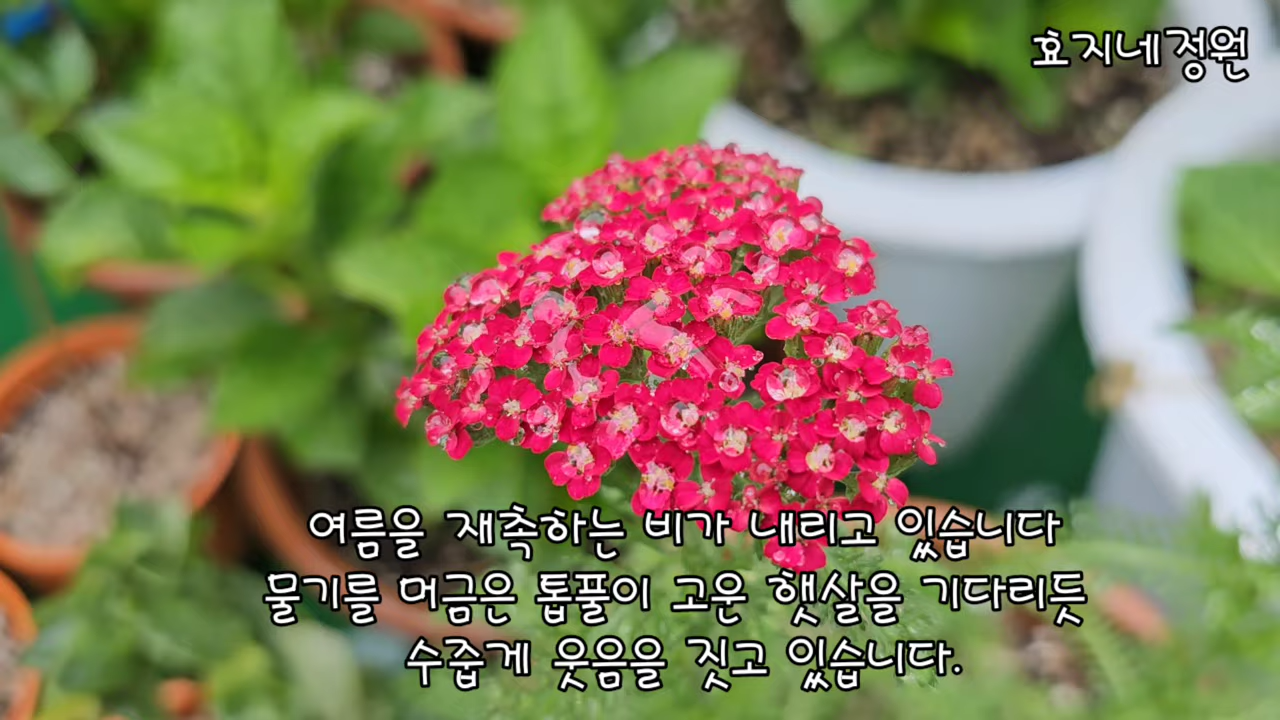 효지네정원
여름을 재촉하는 비가 내리고 있습니다
물기를 머금은 톱풀이 고운 햇살을 기다리듯
수줍게 웃음을 짓고 있습니다.